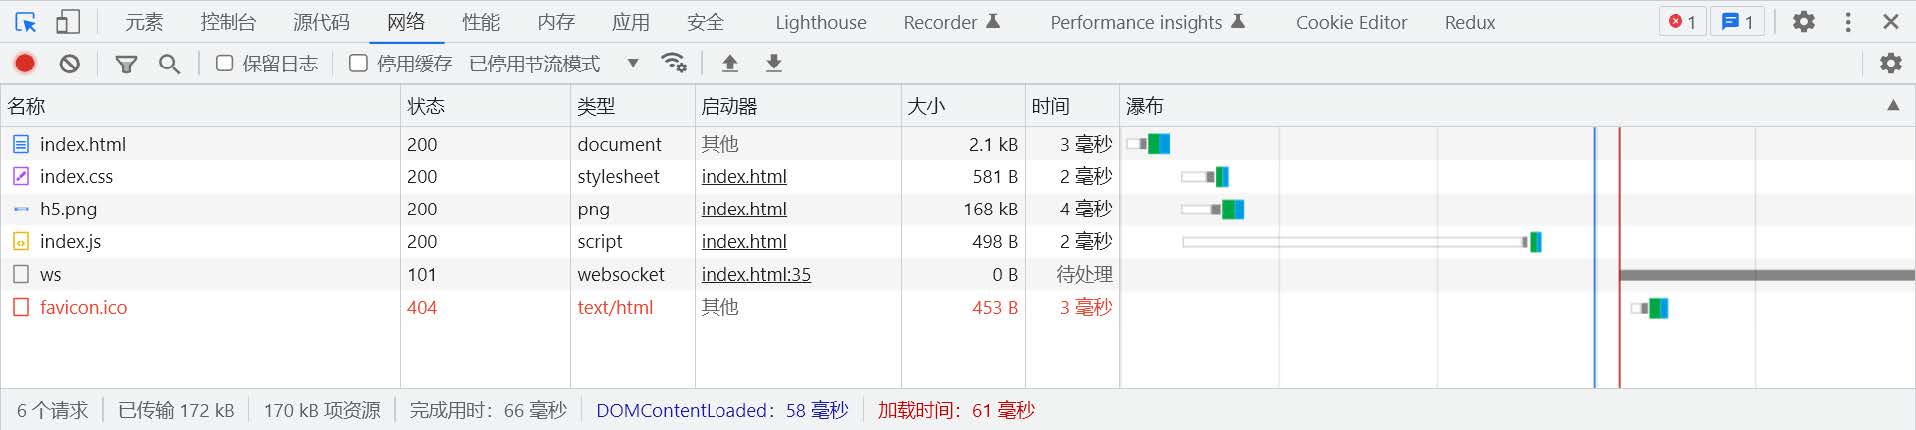 元素 控制台 源代码 网络 性能 内存 应用 安全 Lighthouse Recorder Performance insights Cookie Editor Redux 1 1
保留日志 停用缓存 已停用节流模式
名称 状态 类型 启动器 大小 时间 瀑布
index.html 200 document 其他 2.1 kB 3 毫秒
index.css 200 stylesheet index.html 581 B 2 毫秒
h5.png 200 png index.html 168 kB 4 毫秒
index.js 200 script index.html 498 B 2 毫秒
ws 101 websocket index.html:35 0 B 待处理
favicon.ico 404 text/html 其他 453 B 3 毫秒
6 个请求 已传输 172 kB 170 kB 项资源 完成用时：66 毫秒 DOMContentLoaded：58 毫秒 加载时间：61 毫秒